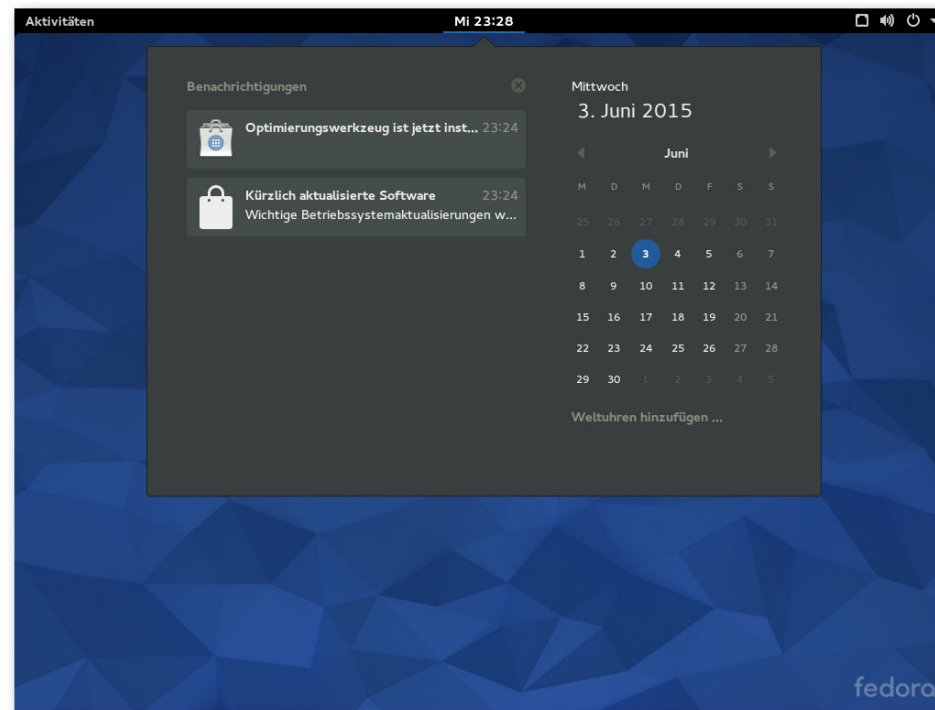 Aktivitäten
Mi 23:28
Benachrichtigungen
Optimierungswerkzeug ist jetzt inst... 23:24
Kürzlich aktualisierte Software 23:24
Wichtige Betriebssystemaktualisierungen w...
Mittwoch
3. Juni 2015
Juni
M D M D F S S
25 26 27 28 29 30 31
1 2 3 4 5 6 7
8 9 10 11 12 13 14
15 16 17 18 19 20 21
22 23 24 25 26 27 28
29 30 1 2 3 4 5
Weltuhren hinzufügen ...
fedora